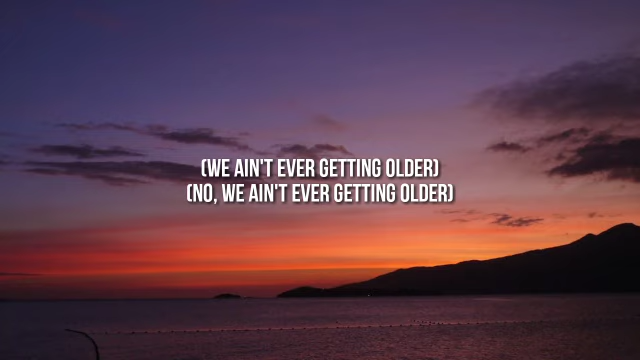 (WE AIN'T EVER GETTING OLDER)
(NO, WE AIN'T EVER GETTING OLDER)